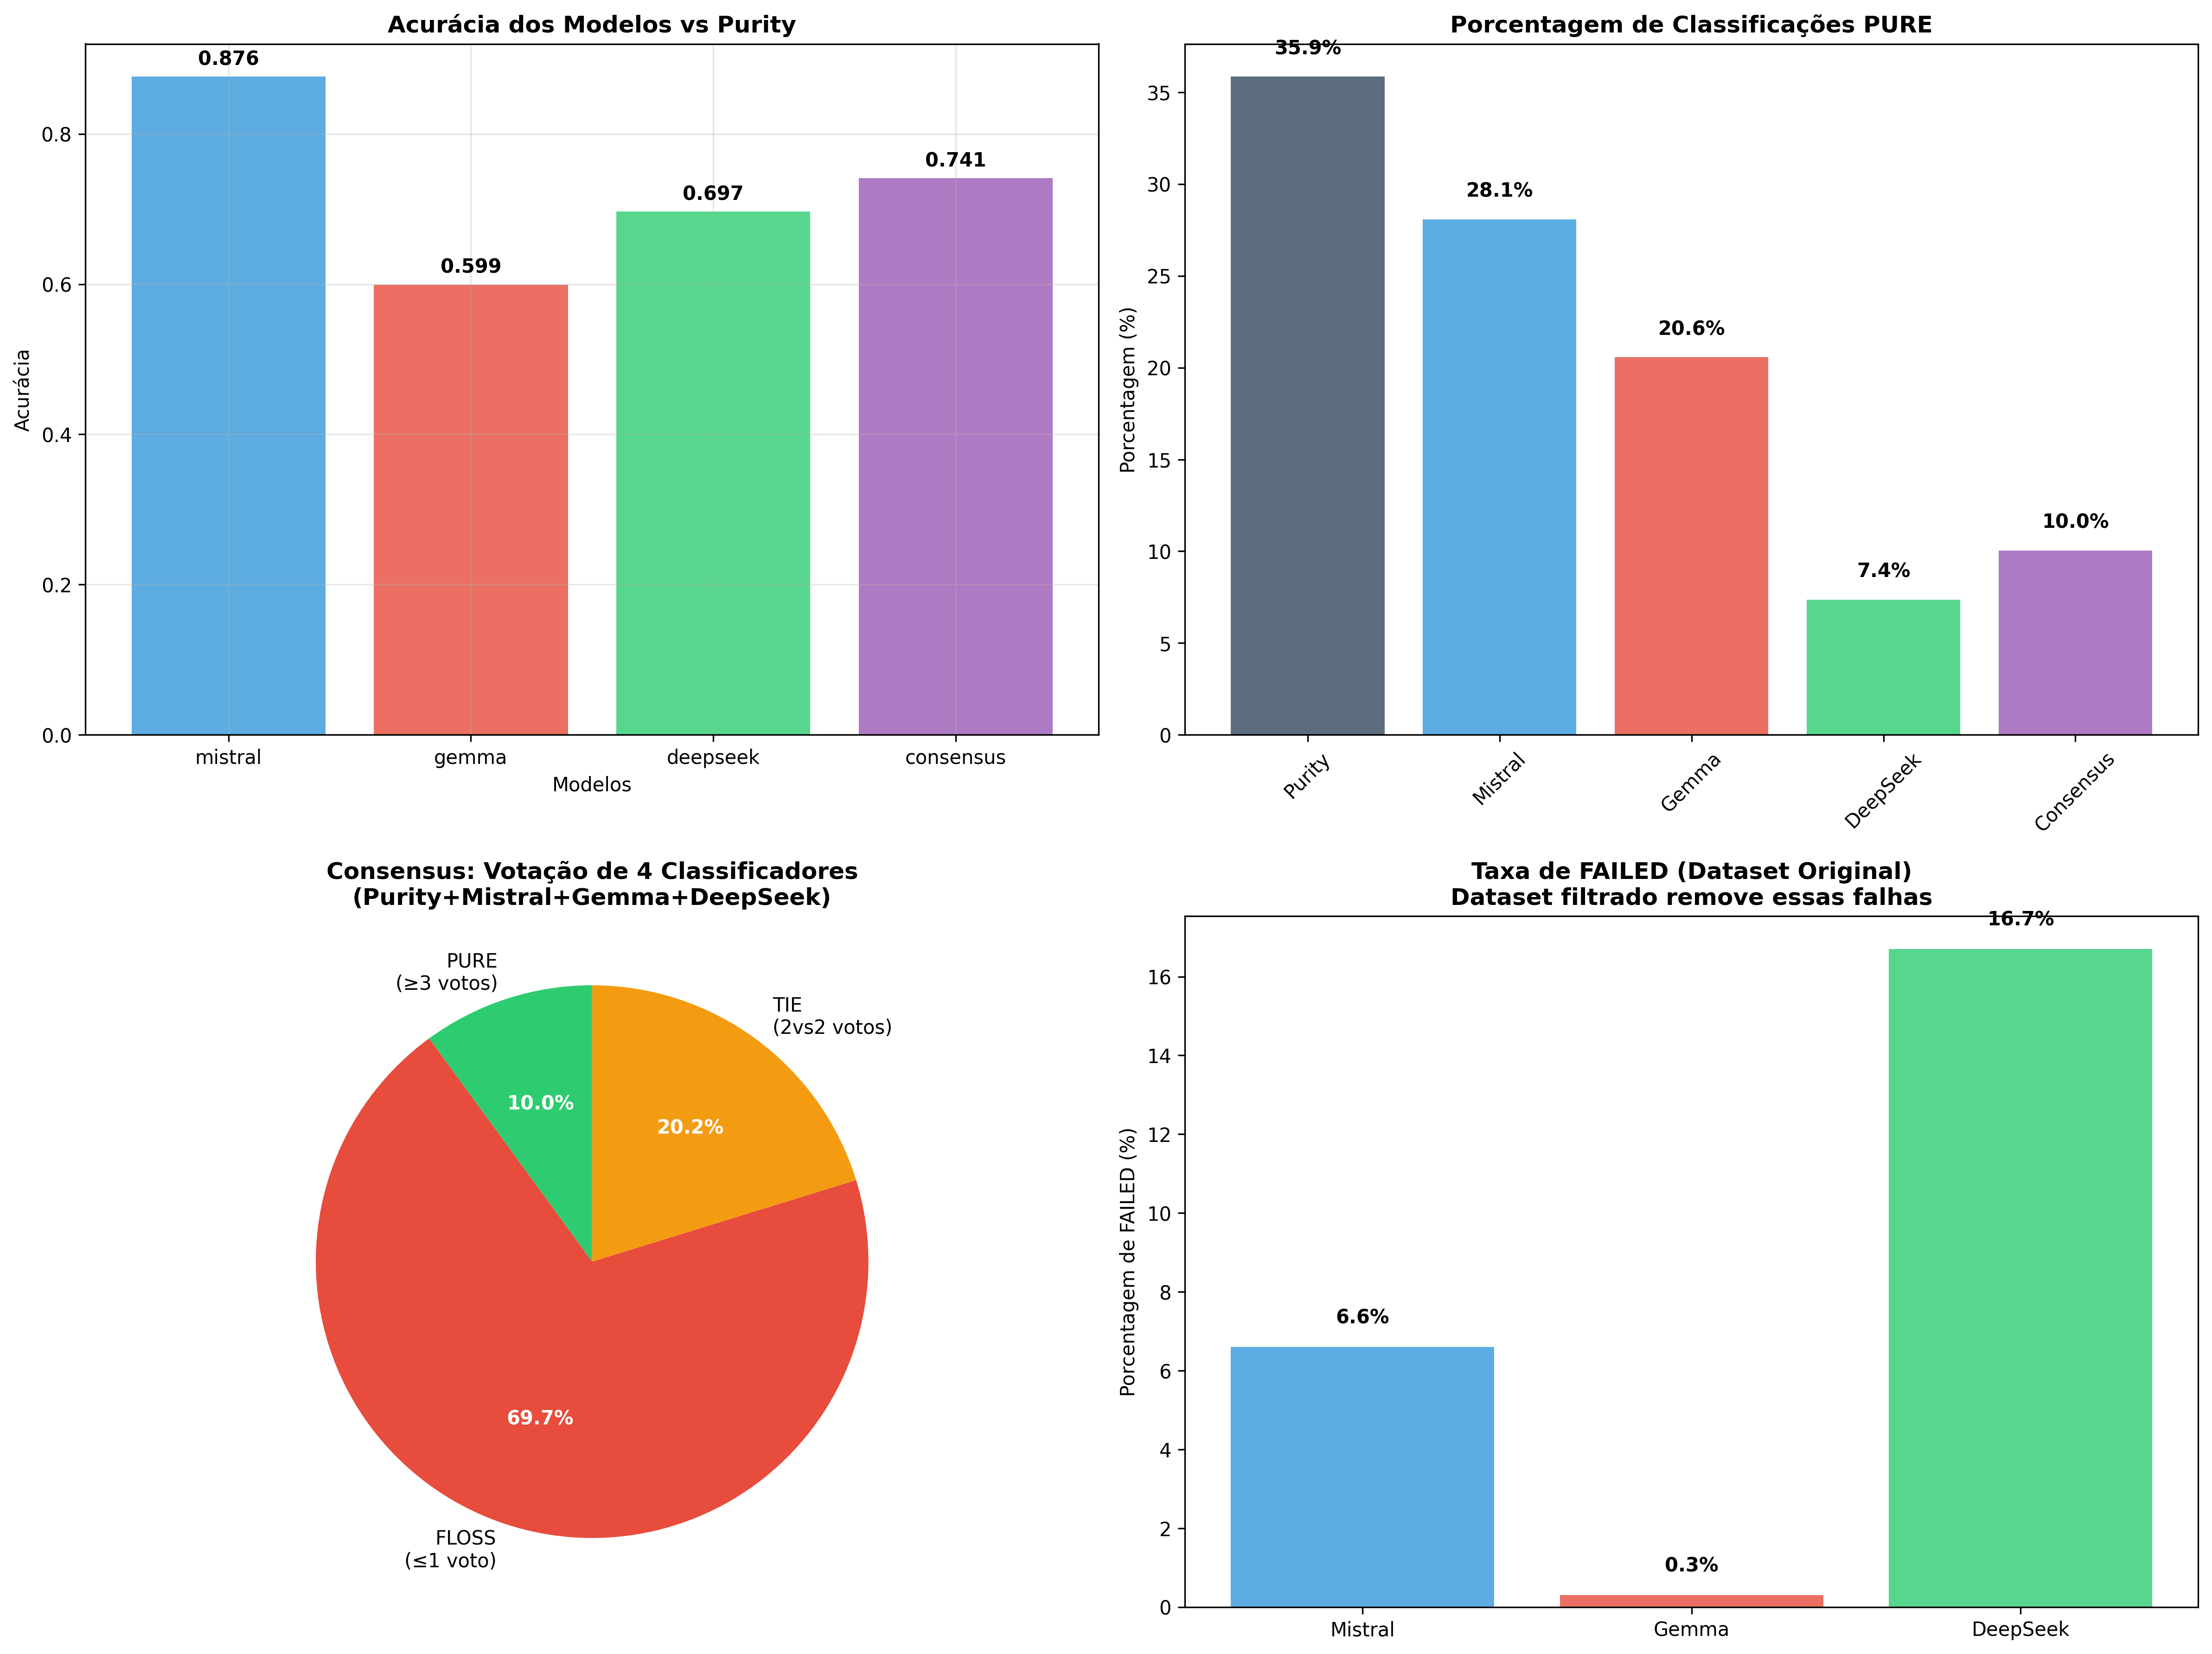 Acurácia dos Modelos vs Purity
0.876
0.599
0.697
0.741
Acurácia
0.8
0.6
0.4
0.2
0.0
mistral
gemma
deepseek
consensus
Modelos
Porcentagem de Classificações PURE
35.9%
28.1%
20.6%
7.4%
10.0%
Porcentagem (%)
35
30
25
20
15
10
5
0
Purity
Mistral
Gemma
DeepSeek
Consensus
Consensus: Votação de 4 Classificadores
(Purity+Mistral+Gemma+DeepSeek)
PURE
(≥3 votos)
TIE
(2vs2 votos)
10.0%
20.2%
69.7%
FLOSS
(≤1 voto)
Taxa de FAILED (Dataset Original)
Dataset filtrado remove essas falhas
16.7%
6.6%
0.3%
Porcentagem de FAILED (%)
16
14
12
10
8
6
4
2
0
Mistral
Gemma
DeepSeek